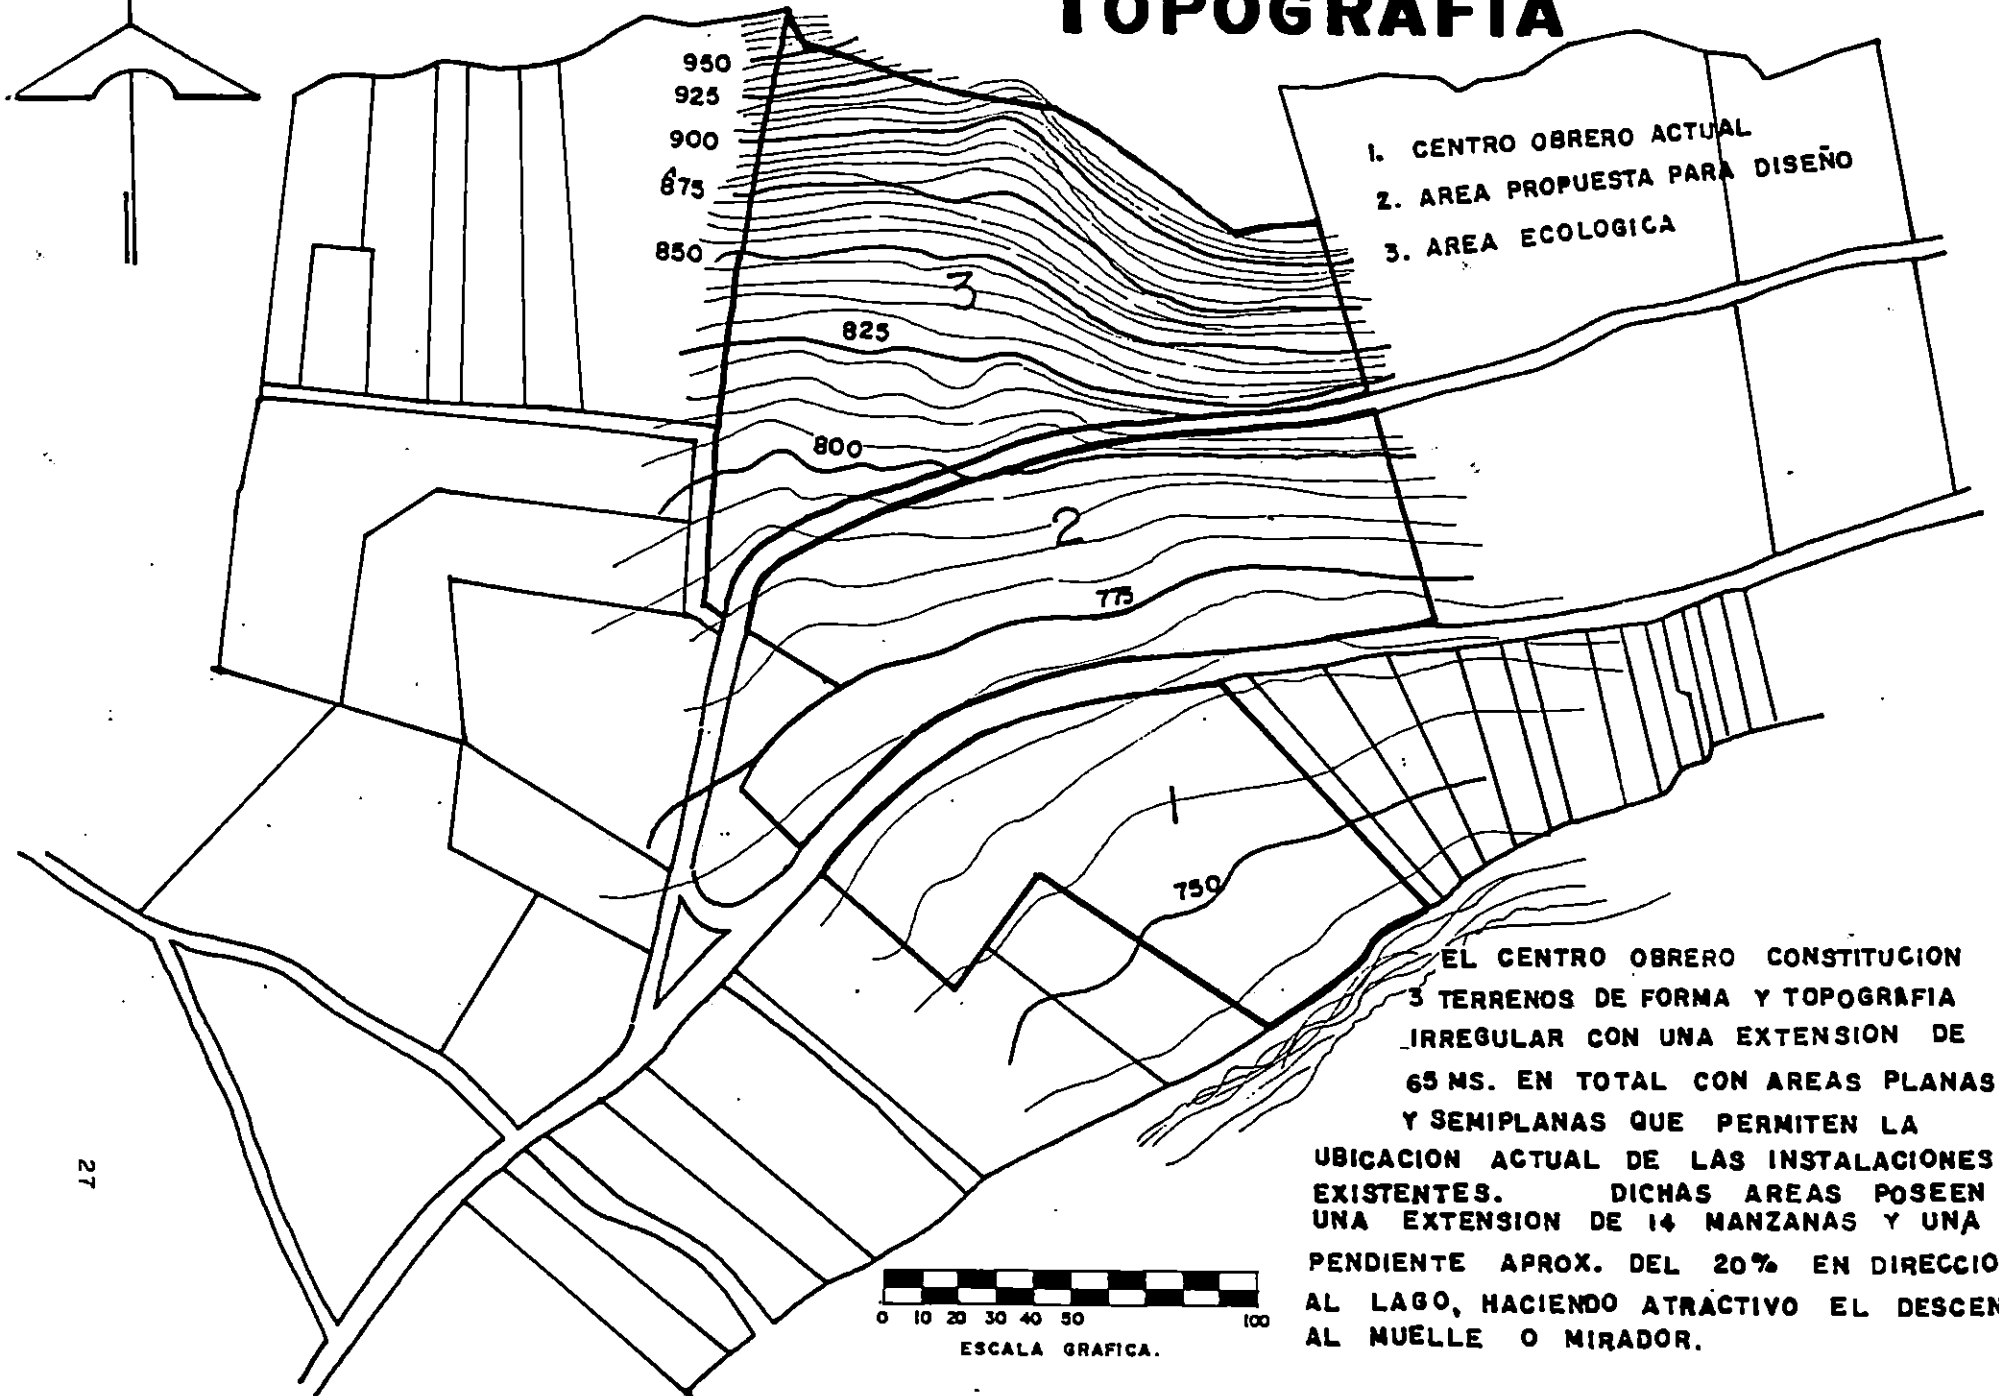 TOPOGRAFIA
950
925
900
875
850
825
800
775
750
3
2
1
1. CENTRO OBRERO ACTUAL
2. AREA PROPUESTA PARA DISEÑO
3. AREA ECOLOGICA
EL CENTRO OBRERO CONSTITUCION
3 TERRENOS DE FORMA Y TOPOGRAFIA
IRREGULAR CON UNA EXTENSION DE
65 MS. EN TOTAL CON AREAS PLANAS
Y SEMIPLANAS QUE PERMITEN LA
UBICACION ACTUAL DE LAS INSTALACIONES
EXISTENTES. DICHAS AREAS POSEEN
UNA EXTENSION DE 14 MANZANAS Y UNA
PENDIENTE APROX. DEL 20% EN DIRECCIO
AL LAGO, HACIENDO ATRACTIVO EL DESCEN
AL MUELLE O MIRADOR.
0 10 20 30 40 50 100
ESCALA GRAFICA.
27